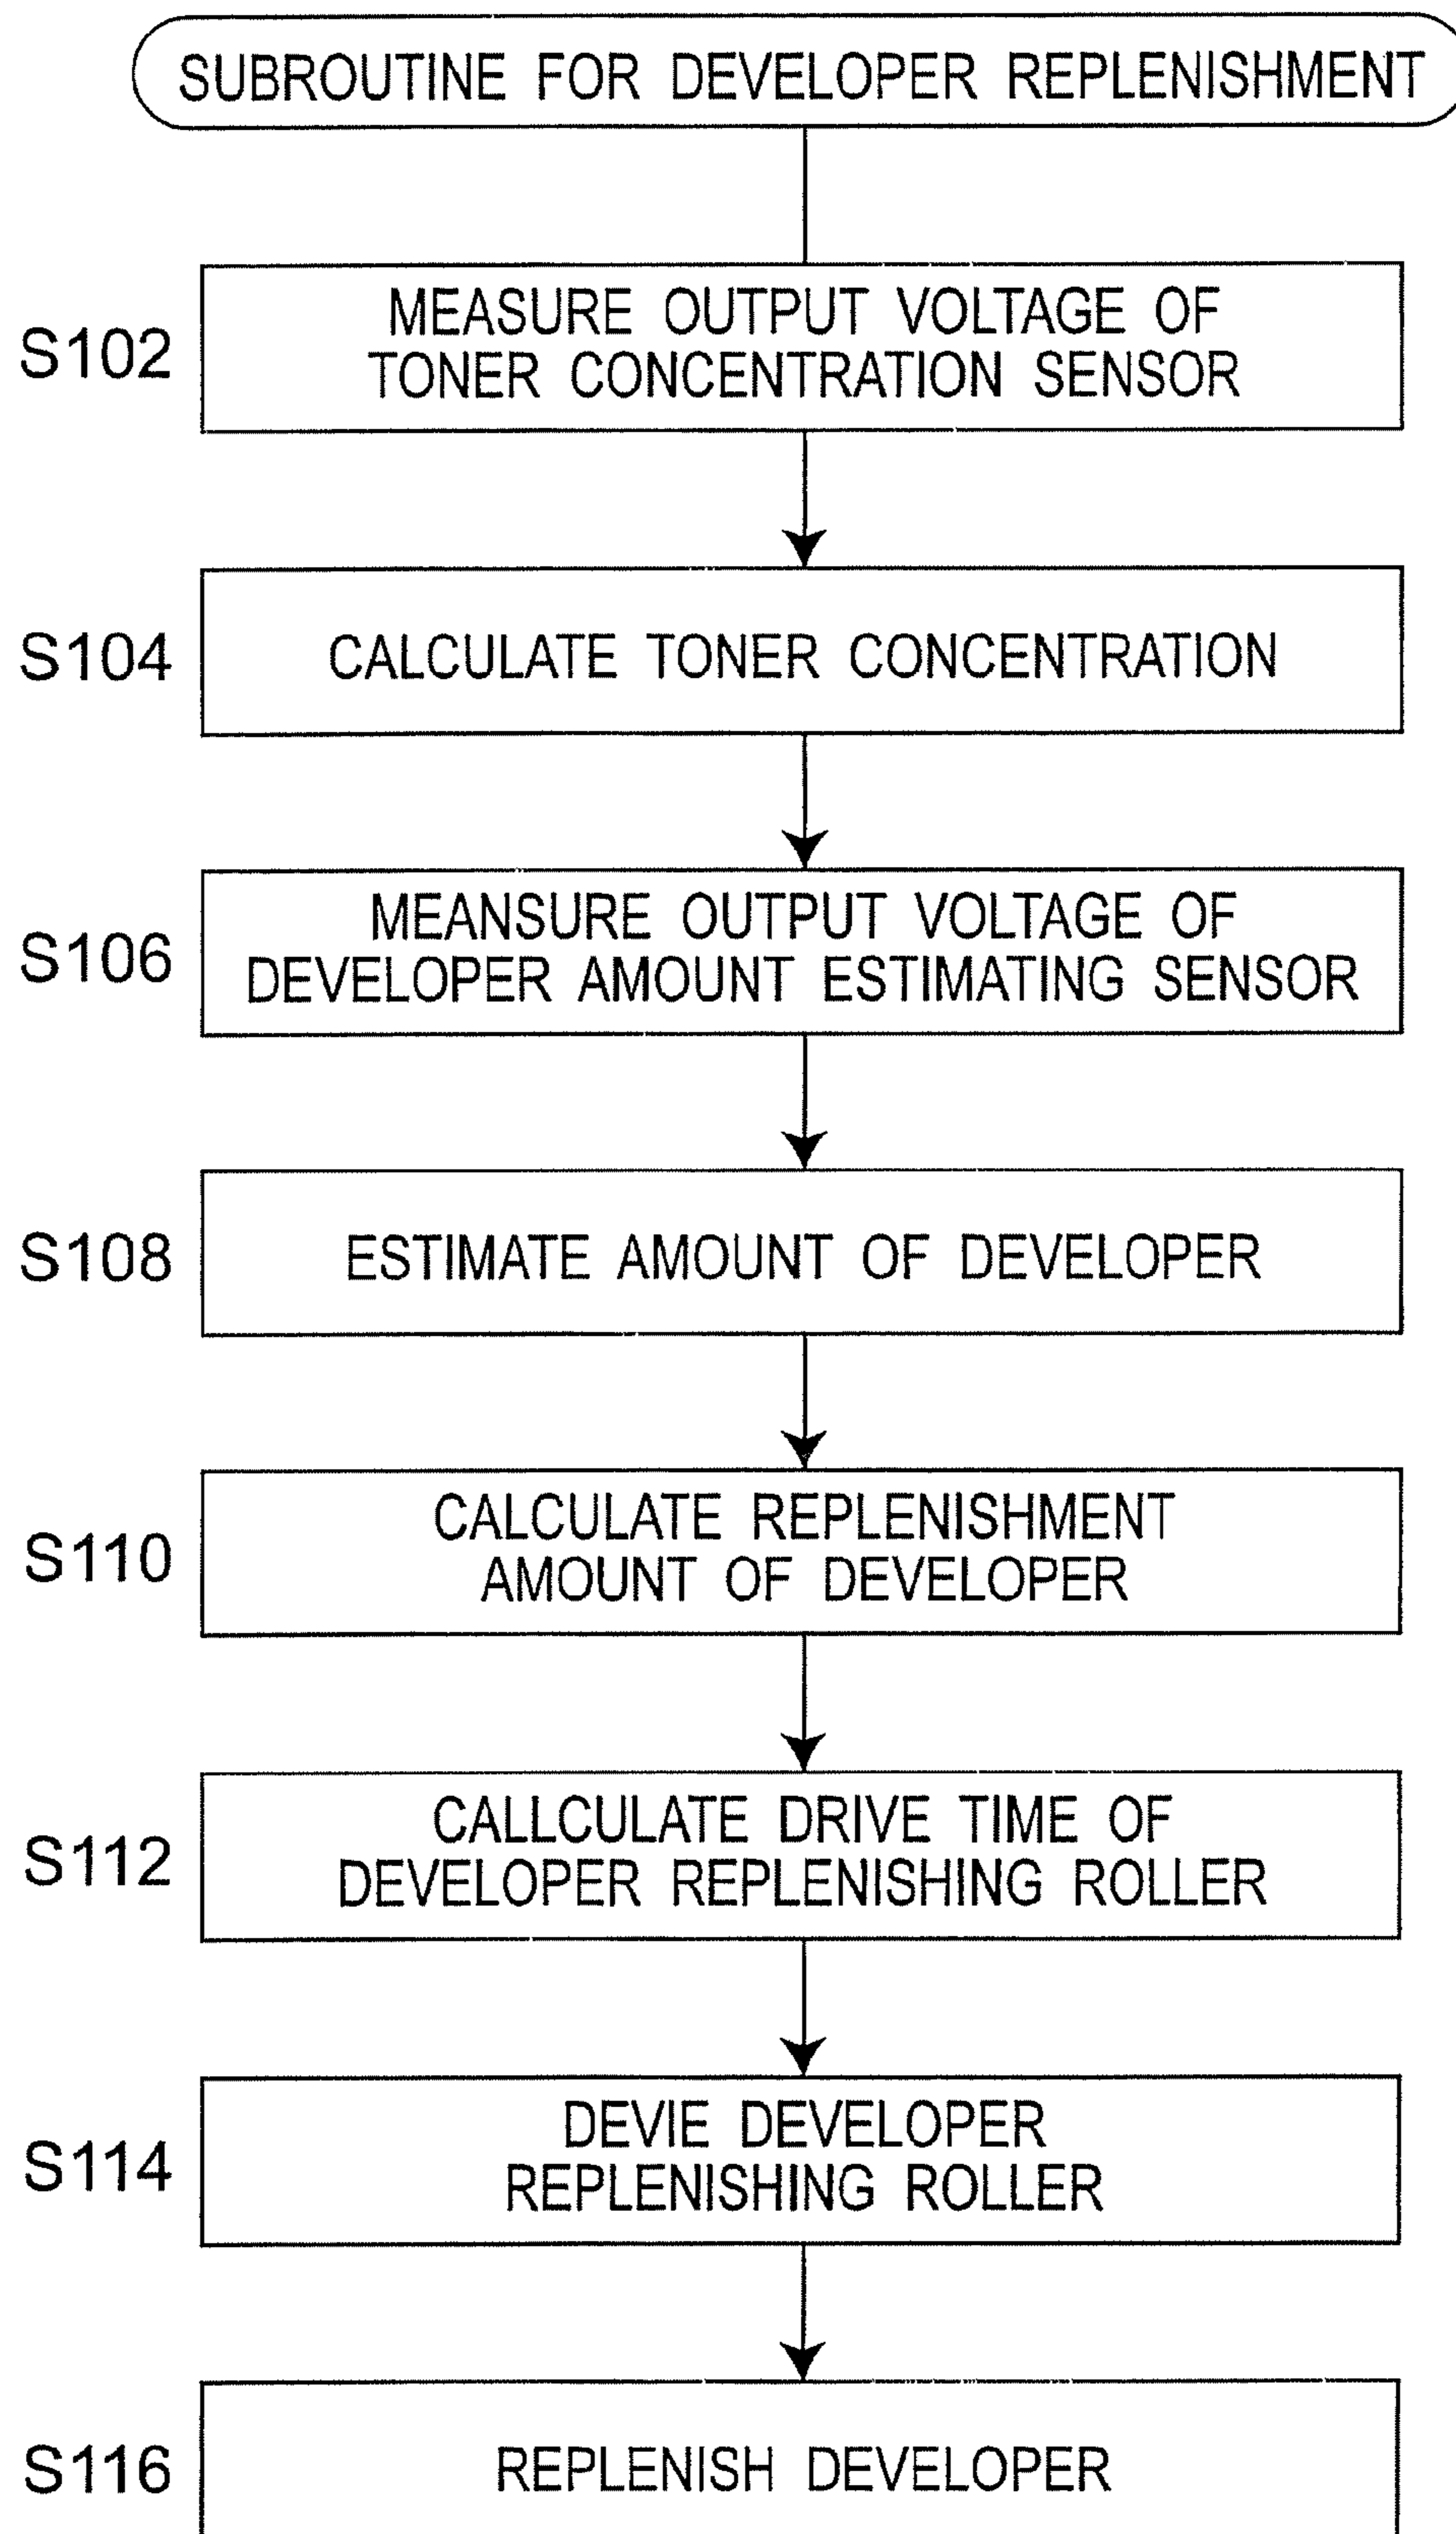 SUBROUTINE FOR DEVELOPER REPLENISHMENT
S102
MEASURE OUTPUT VOLTAGE OF
TONER CONCENTRATION SENSOR
S104
CALCULATE TONER CONCENTRATION
S106
MEANSURE OUTPUT VOLTAGE OF
DEVELOPER AMOUNT ESTIMATING SENSOR
S108
ESTIMATE AMOUNT OF DEVELOPER
S110
CALCULATE REPLENISHMENT
AMOUNT OF DEVELOPER
S112
CALLCULATE DRIVE TIME OF
DEVELOPER REPLENISHING ROLLER
S114
DEVIE DEVELOPER
REPLENISHING ROLLER
S116
REPLENISH DEVELOPER